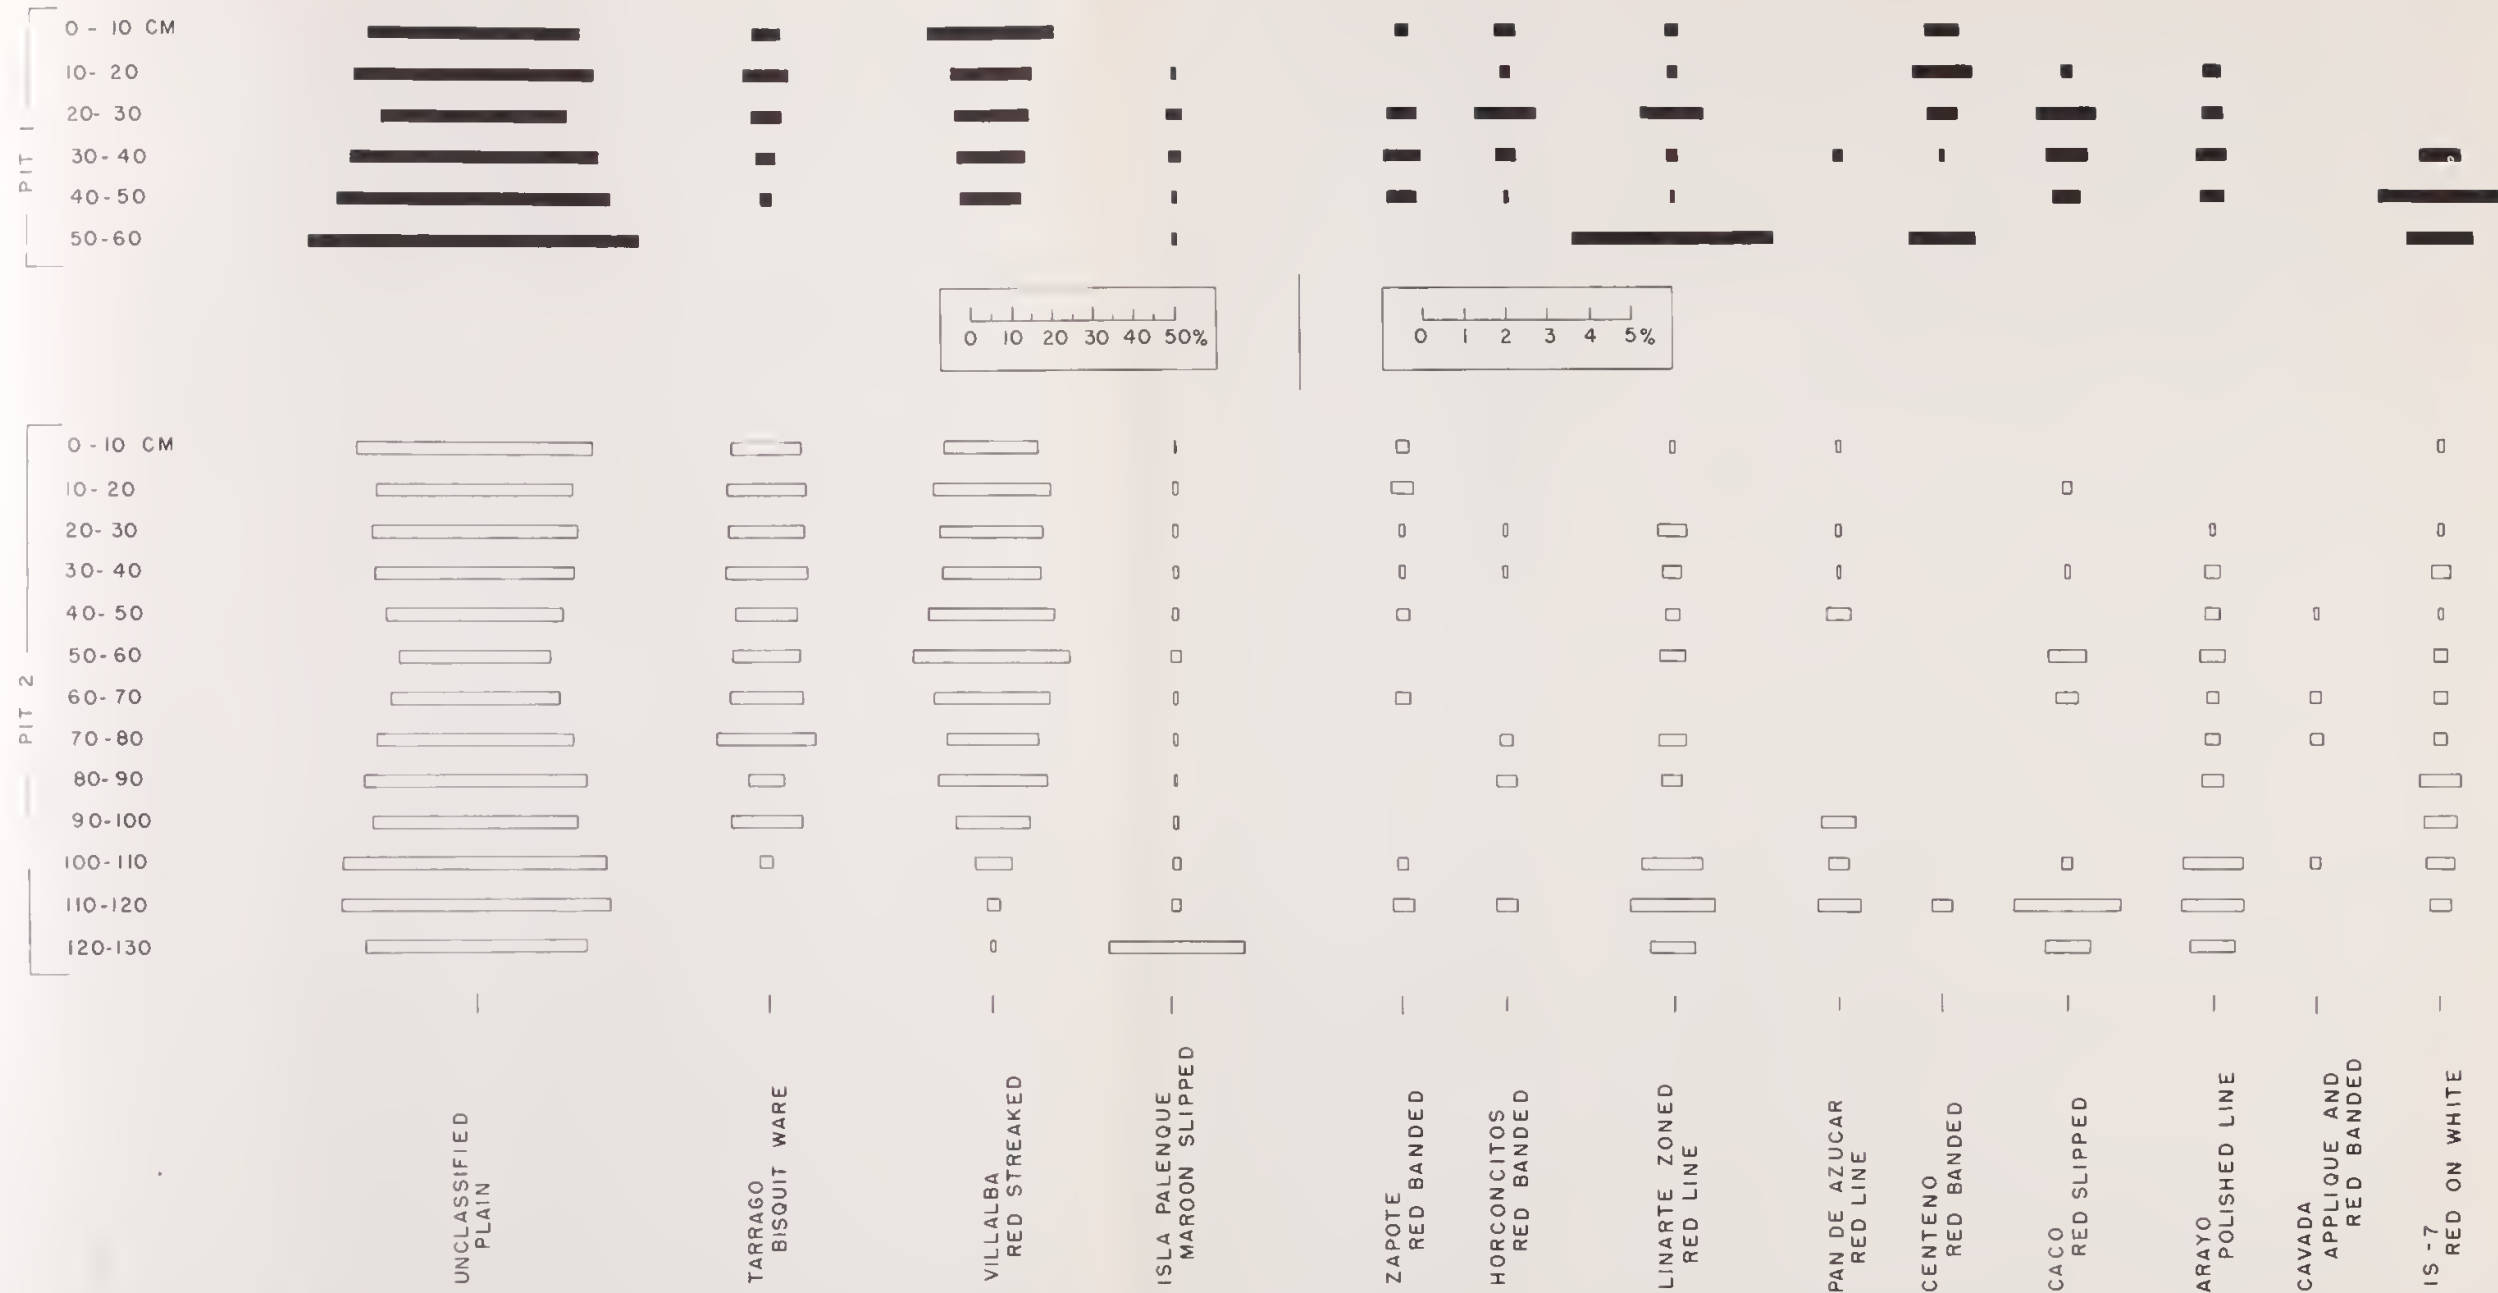 PIT 1
0 - 10 CM
10- 20
20- 30
30- 40
40-50
50-60
0 10 20 30 40 50%
0 1 2 3 4 5%
PIT 2
0 -10 CM
10- 20
20- 30
30- 40
40- 50
50- 60
60- 70
70 -80
80- 90
90-100
100-110
110-120
120-130
UNCLASSIFIED
PLAIN
TARRAGO
BISQUIT WARE
VILLALBA
RED STREAKED
ISLA PALENQUE
MAROON SLIPPED
ZAPOTE
RED BANDED
HORCONCITOS
RED BANDED
LINARTE ZONED
RED LINE
PAN DE AZUCAR
RED LINE
CENTENO
RED BANDED
CACO
RED SLIPPED
ARAYO
POLISHED LINE
CAVADA
APPLIQUE AND
RED BANDED
IS -7
RED ON WHITE